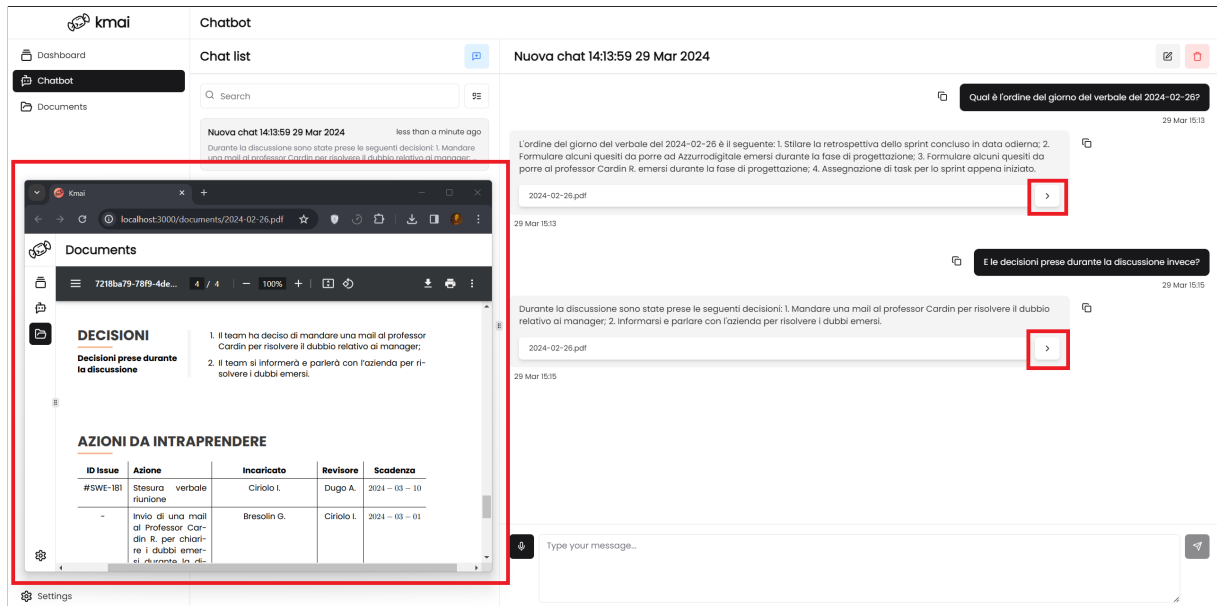 kmai
Chatbot
Dashboard
Chatbot
Documents
Settings
Chat list
Search
Nuova chat 14:13:59 29 Mar 2024
less than a minute ago
Durante la discussione sono state prese le seguenti decisioni: 1. Mandare
una mail al professor Cardin per risolvere il dubbio relativo ai manager; ...
Kmai
localhost:3000/documents/2024-02-26.pdf
Documents
7218ba79-78f9-4de...
4 / 4
100%
DECISIONI
Decisioni prese durante
la discussione
1. Il team ha deciso di mandare una mail al professor
Cardin per risolvere il dubbio relativo ai manager;
2. Il team si informerà e parlerà con l'azienda per ri-
solvere i dubbi emersi.
AZIONI DA INTRAPRENDERE
ID Issue Azione Incaricato Revisore Scadenza
#SWE-181 Stesura verbale Ciriolo I. Dugo A. 2024 – 03 – 10
riunione
- Invio di una mail Bresolin G. Ciriolo I. 2024 – 03 – 01
al Professor Car-
din R. per chiari-
re i dubbi emer-
si durante la di-
Nuova chat 14:13:59 29 Mar 2024
Qual è l'ordine del giorno del verbale del 2024-02-26?
29 Mar 15:13
L'ordine del giorno del verbale del 2024-02-26 è il seguente: 1. Stilare la retrospettiva dello sprint concluso in data odierna; 2.
Formulare alcuni quesiti da porre ad Azzurrodigitale emersi durante la fase di progettazione; 3. Formulare alcuni quesiti da
porre al professor Cardin R. emersi durante la fase di progettazione; 4. Assegnazione di task per lo sprint appena iniziato.
2024-02-26.pdf
29 Mar 15:13
E le decisioni prese durante la discussione invece?
29 Mar 15:15
Durante la discussione sono state prese le seguenti decisioni: 1. Mandare una mail al professor Cardin per risolvere il dubbio
relativo ai manager; 2. Informarsi e parlare con l'azienda per risolvere i dubbi emersi.
2024-02-26.pdf
29 Mar 15:15
Type your message...